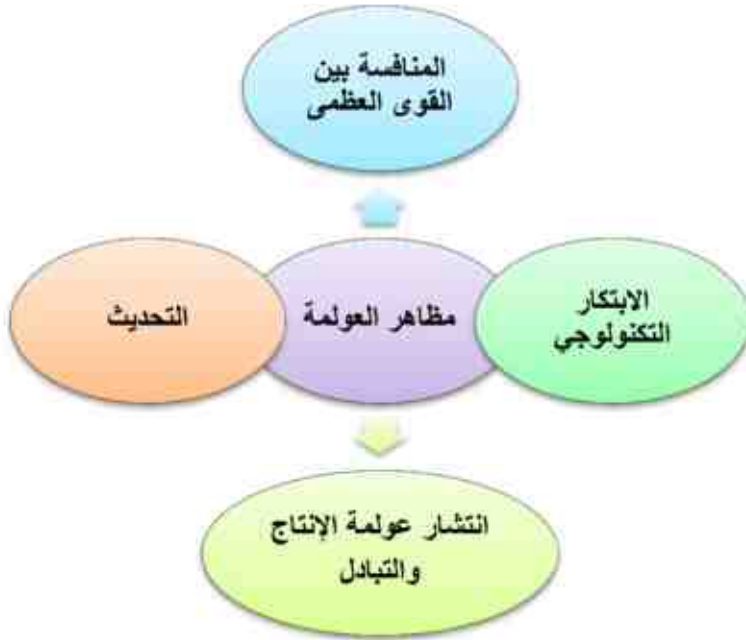 المنافسة بين
القوى العظمى
الابتكار
التكنولوجي
مظاهر العولمة
التحديث
انتشار عولمة الإنتاج
والتبادل